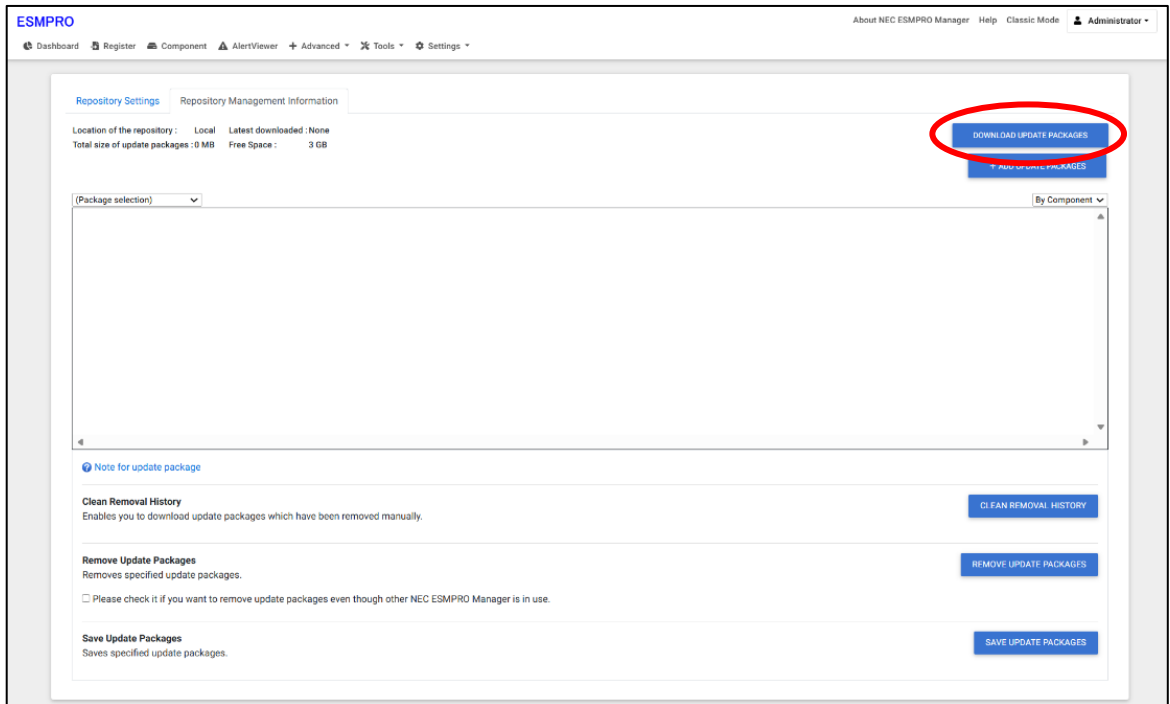 ESMPRO
About NEC ESMPRO Manager Help Classic Mode Administrator
Dashboard Register Component AlertViewer Advanced Tools Settings
Repository Settings Repository Management Information
Location of the repository : Local Latest downloaded : None
Total size of update packages : 0 MB Free Space : 3 GB
DOWNLOAD UPDATE PACKAGES
+ ADD UPDATE PACKAGES
(Package selection) By Component
Note for update package
Clean Removal History
Enables you to download update packages which have been removed manually.
CLEAN REMOVAL HISTORY
Remove Update Packages
Removes specified update packages.
REMOVE UPDATE PACKAGES
Please check it if you want to remove update packages even though other NEC ESMPRO Manager is in use.
Save Update Packages
Saves specified update packages.
SAVE UPDATE PACKAGES